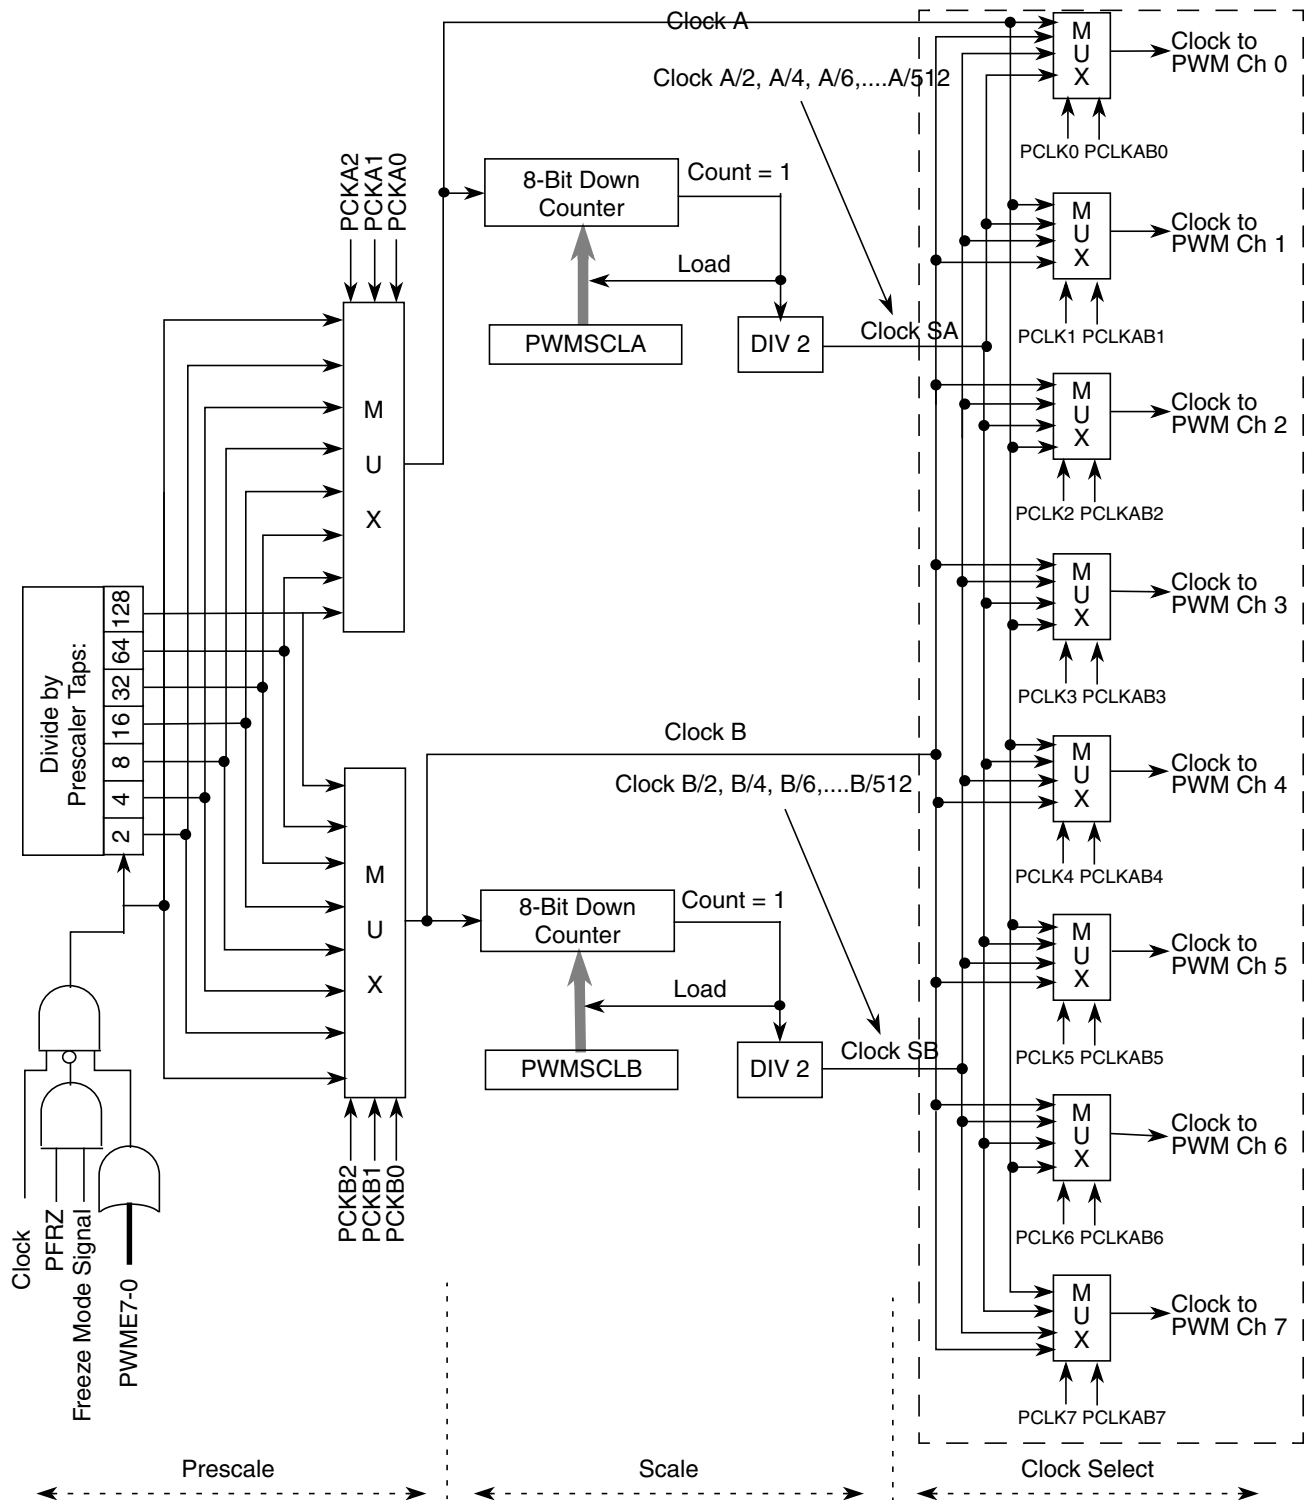 Clock A
Clock A/2, A/4, A/6,....A/512
PCKA2
PCKA1
PCKA0
8-Bit Down
Counter
Count = 1
Load
PWMSCLA
DIV 2
Clock SA
M
U
X
Divide by
Prescaler Taps:
128
64
32
16
8
4
2
Clock B
Clock B/2, B/4, B/6,....B/512
M
U
X
8-Bit Down
Counter
Count = 1
Load
PWMSCLB
DIV 2
Clock SB
PCKB2
PCKB1
PCKB0
Clock
PFRZ
Freeze Mode Signal
PWME7-0
M
U
X
Clock to
PWM Ch 0
PCLK0 PCLKAB0
M
U
X
Clock to
PWM Ch 1
PCLK1 PCLKAB1
M
U
X
Clock to
PWM Ch 2
PCLK2 PCLKAB2
M
U
X
Clock to
PWM Ch 3
PCLK3 PCLKAB3
M
U
X
Clock to
PWM Ch 4
PCLK4 PCLKAB4
M
U
X
Clock to
PWM Ch 5
PCLK5 PCLKAB5
M
U
X
Clock to
PWM Ch 6
PCLK6 PCLKAB6
M
U
X
Clock to
PWM Ch 7
PCLK7 PCLKAB7
Prescale
Scale
Clock Select